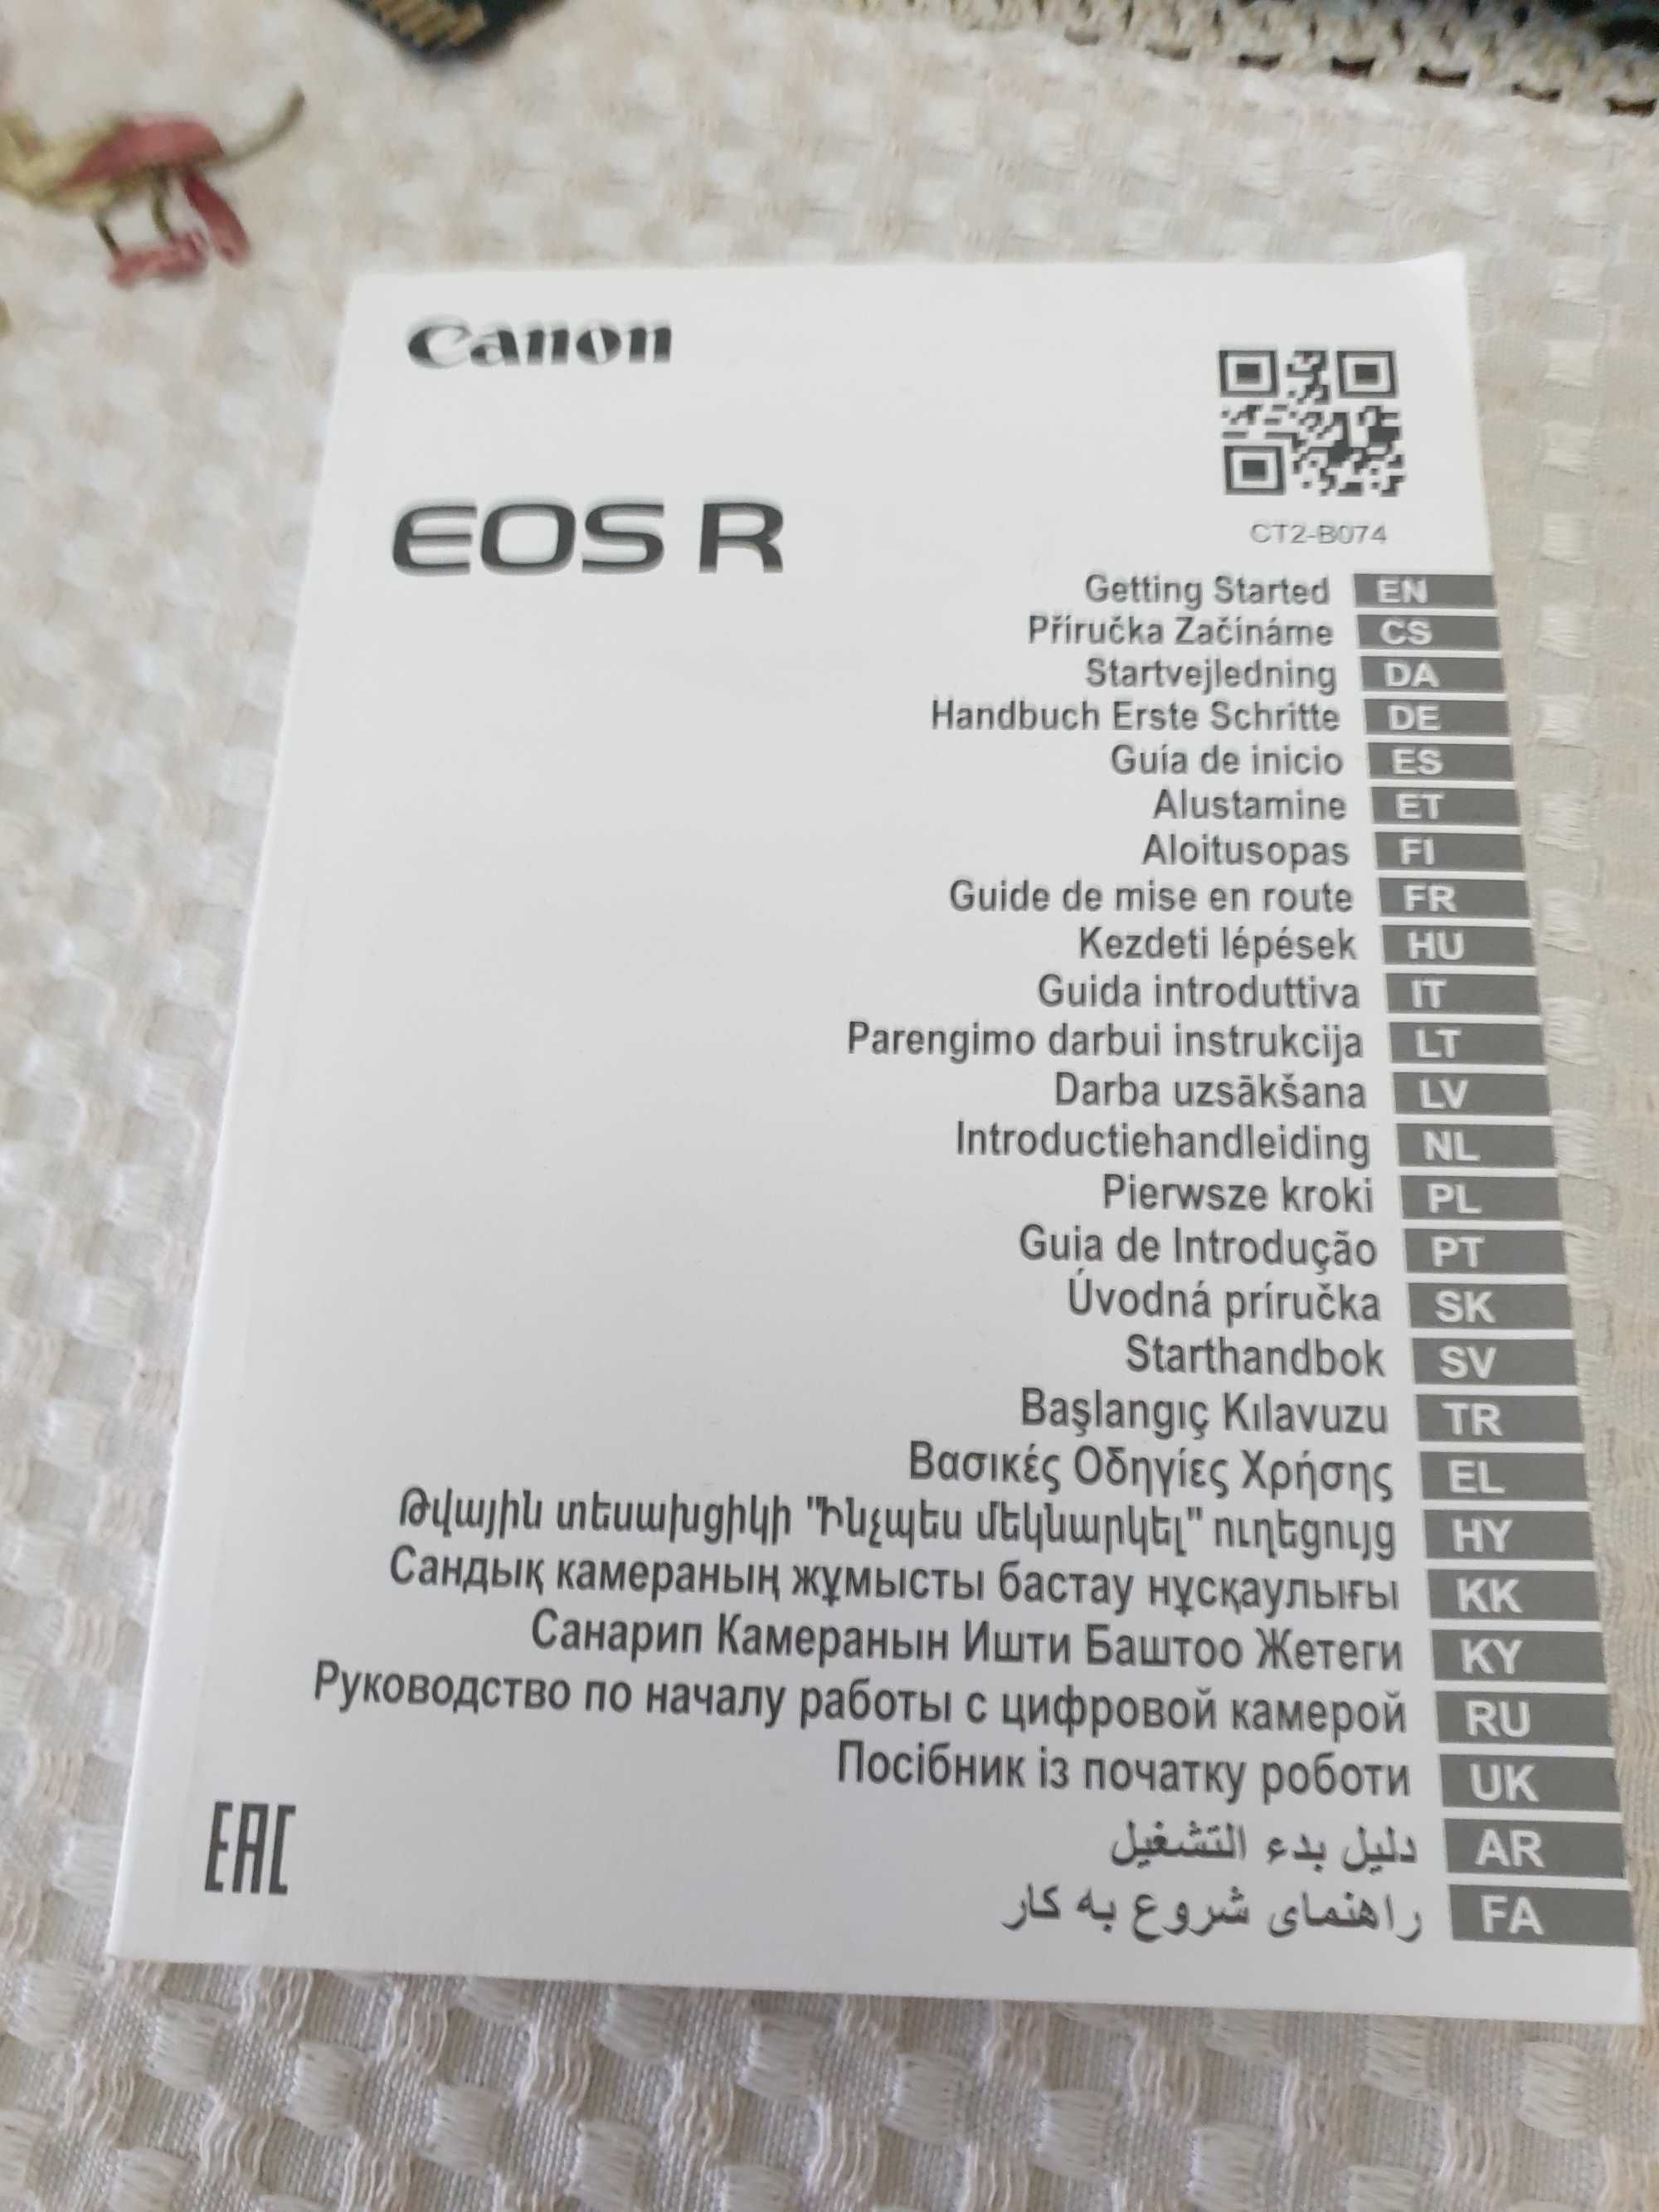 Canon
EOS R
CT2-B074
Getting Started EN
Příručka Začínáme CS
Startvejledning DA
Handbuch Erste Schritte DE
Guía de inicio ES
Alustamine ET
Aloitusopas FI
Guide de mise en route FR
Kezdeti lépések HU
Guida introduttiva IT
Parengimo darbui instrukcija LT
Darba uzsākšana LV
Introductiehandleiding NL
Pierwsze kroki PL
Guia de Introdução PT
Úvodná príručka SK
Starthandbok SV
Başlangıç Kılavuzu TR
Βασικές Οδηγίες Χρήσης EL
Թվային տեսախցիկի "Ինչպես մեկնարկել" ուղեցույց HY
Сандық камераның жұмысты бастау нұсқаулығы KK
Санарип Камеранын Ишти Баштоо Жетеги KY
Руководство по началу работы с цифровой камерой RU
Посібник із початку роботи UK
دليل بدء التشغيل AR
راهنمای شروع به کار FA
EAC